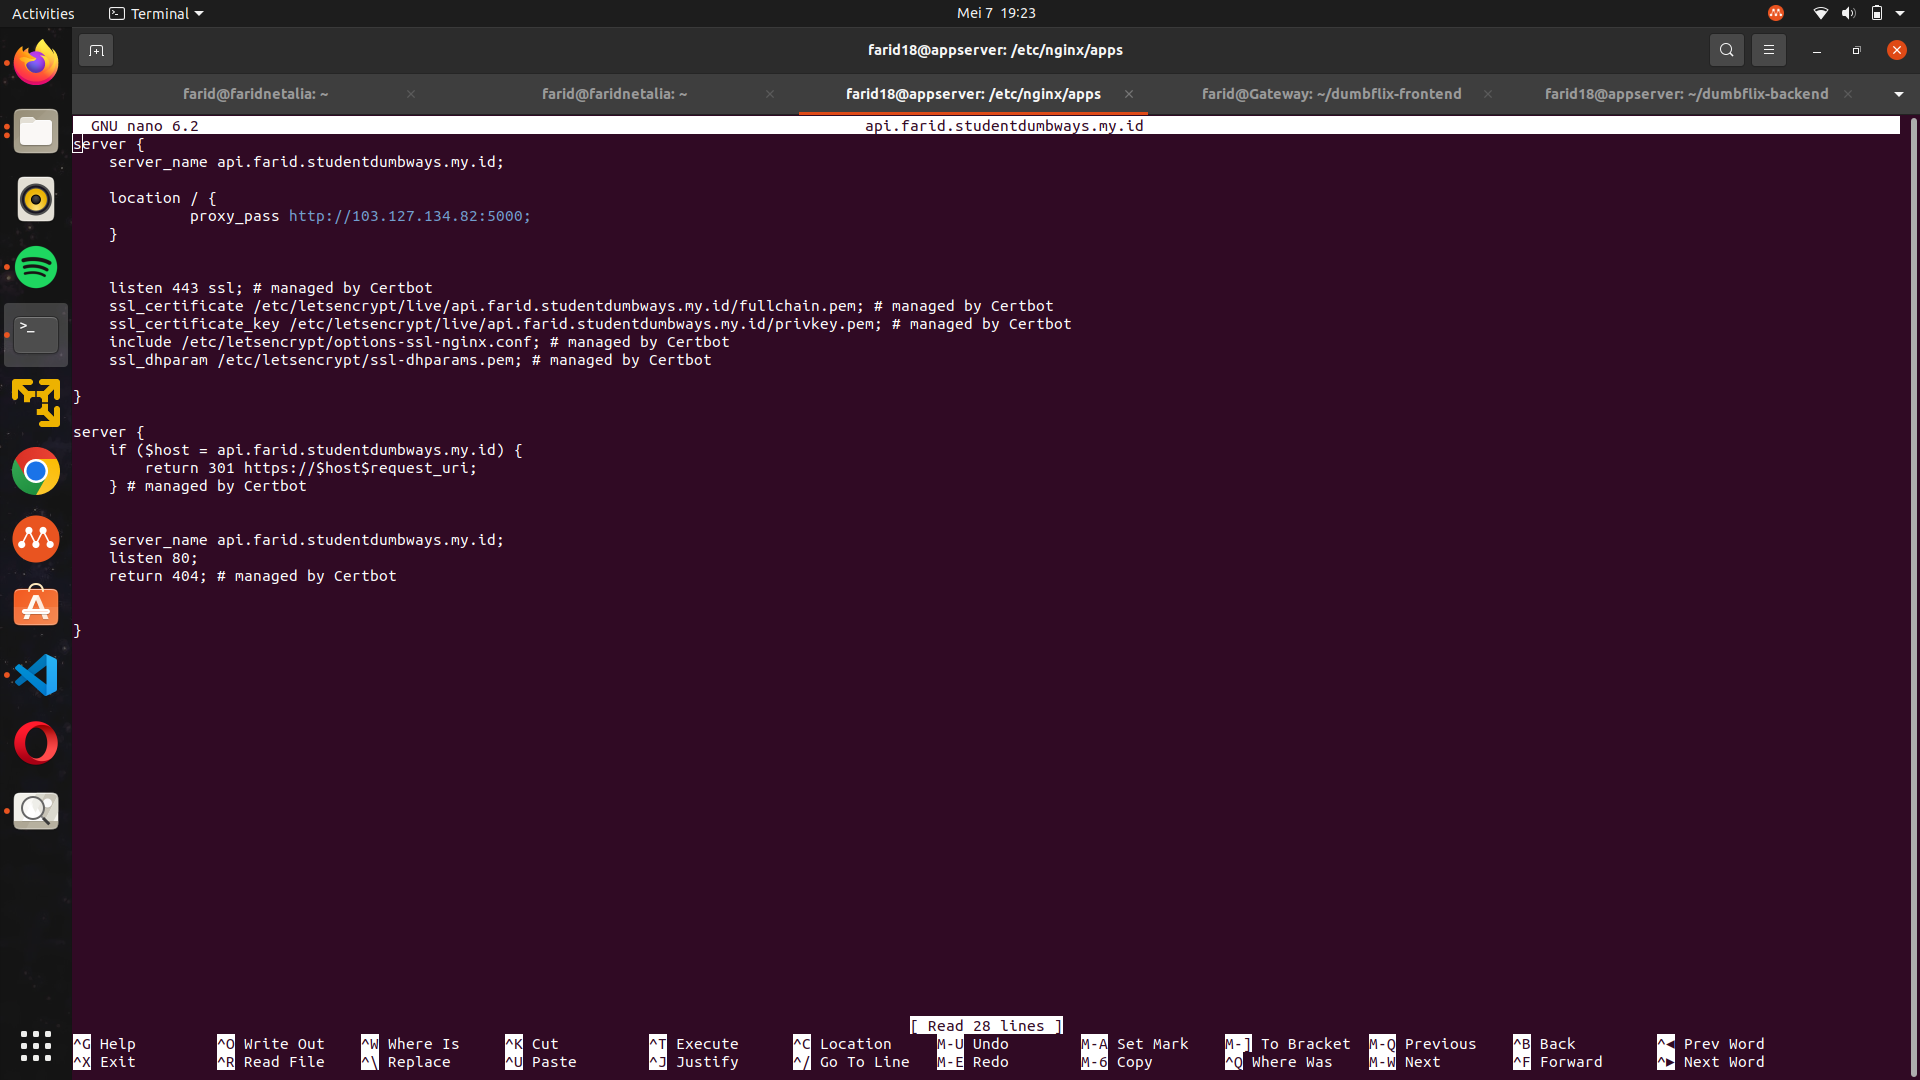 Activities
Terminal
Mei 7 19:23
farid18@appserver: /etc/nginx/apps
farid@faridnetalia: ~
farid@faridnetalia: ~
farid18@appserver: /etc/nginx/apps
farid@Gateway: ~/dumbflix-frontend
farid18@appserver: ~/dumbflix-backend
GNU nano 6.2
api.farid.studentdumbways.my.id
server {
    server_name api.farid.studentdumbways.my.id;
    location / {
             proxy_pass http://103.127.134.82:5000;
    }
    listen 443 ssl; # managed by Certbot
    ssl_certificate /etc/letsencrypt/live/api.farid.studentdumbways.my.id/fullchain.pem; # managed by Certbot
    ssl_certificate_key /etc/letsencrypt/live/api.farid.studentdumbways.my.id/privkey.pem; # managed by Certbot
    include /etc/letsencrypt/options-ssl-nginx.conf; # managed by Certbot
    ssl_dhparam /etc/letsencrypt/ssl-dhparams.pem; # managed by Certbot
}
server {
    if ($host = api.farid.studentdumbways.my.id) {
        return 301 https://$host$request_uri;
    } # managed by Certbot
    server_name api.farid.studentdumbways.my.id;
    listen 80;
    return 404; # managed by Certbot
}
[ Read 28 lines ]
^G Help ^O Write Out ^W Where Is ^K Cut ^T Execute ^C Location M-U Undo M-A Set Mark M-] To Bracket M-Q Previous ^B Back ^◀ Prev Word
^X Exit ^R Read File ^\ Replace ^U Paste ^J Justify ^/ Go To Line M-E Redo M-6 Copy ^Q Where Was M-W Next ^F Forward ^▶ Next Word